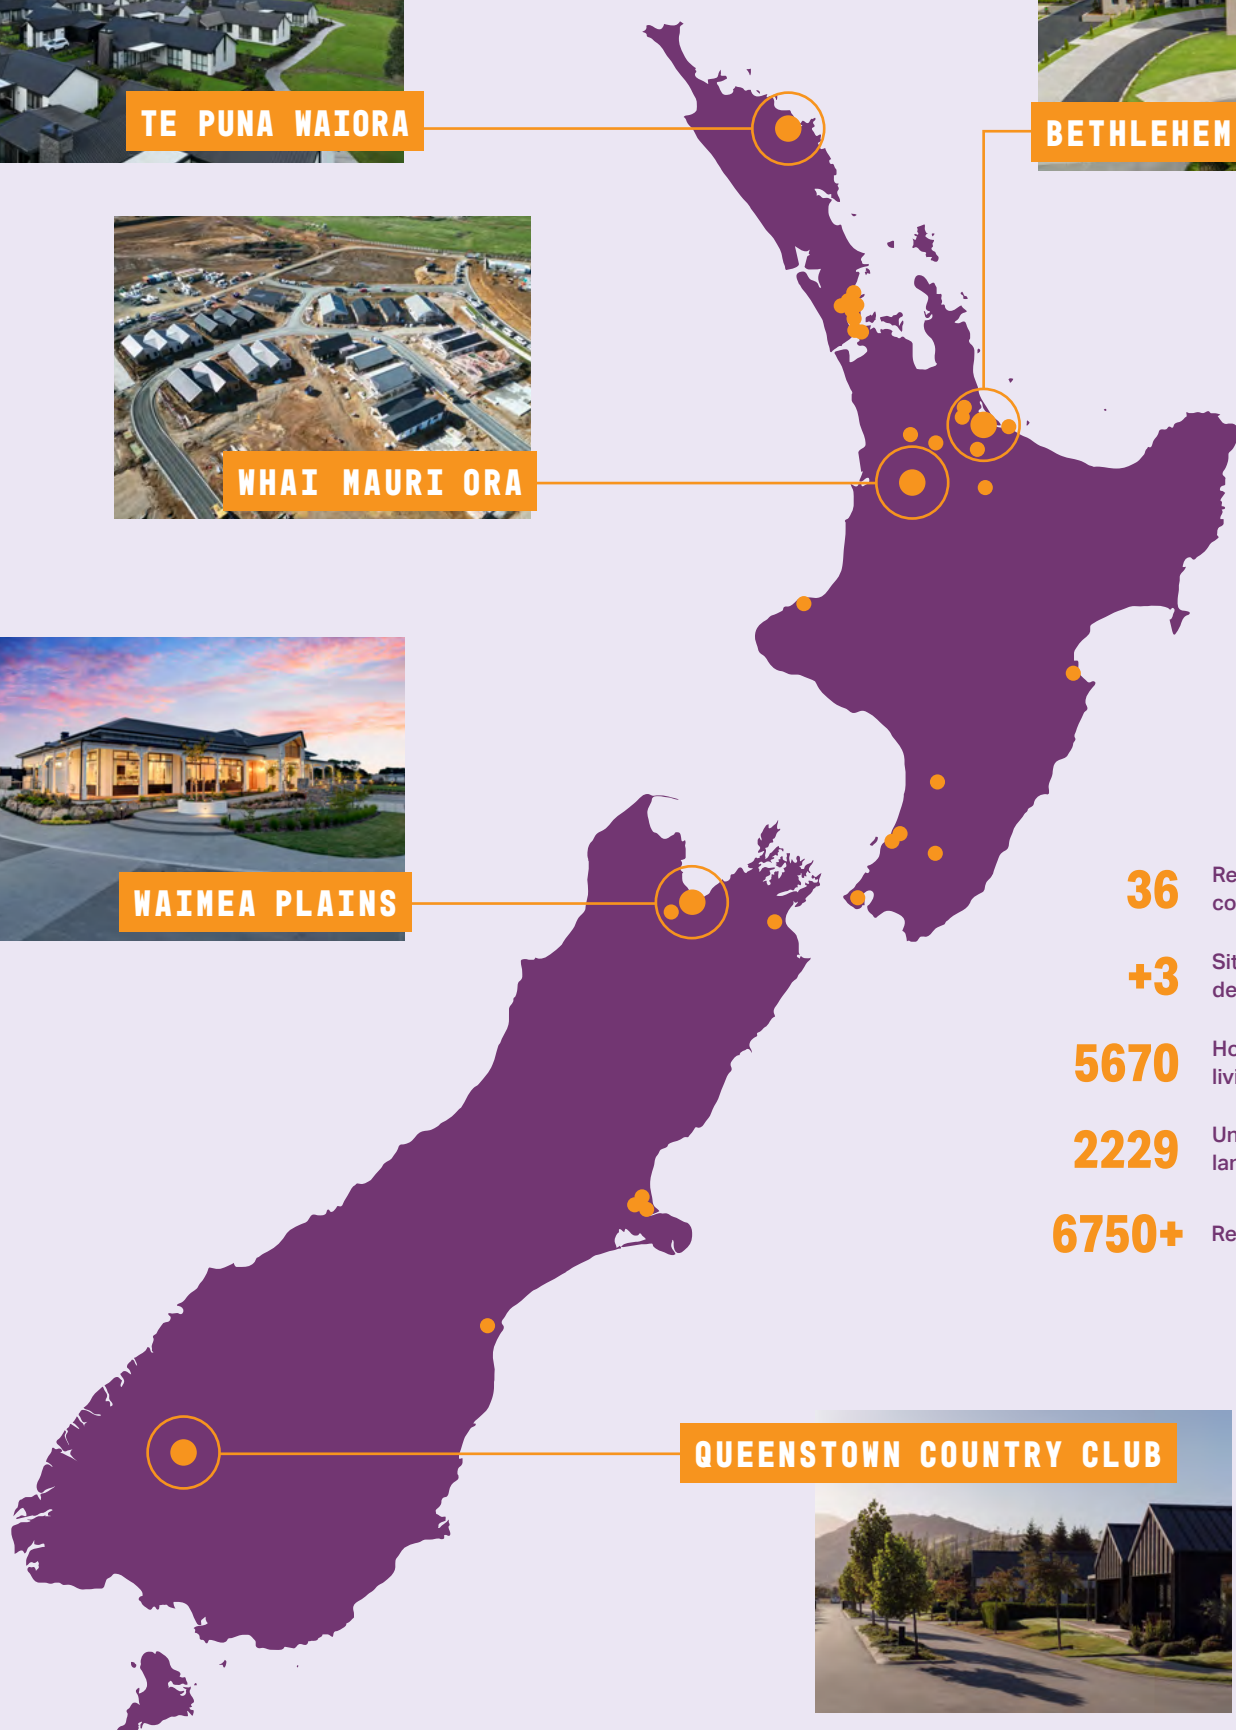 TE PUNA WAIORA
BETHLEHEM
WHAI MAURI ORA
WAIMEA PLAINS
36
+3
5670
2229
6750+
QUEENSTOWN COUNTRY CLUB